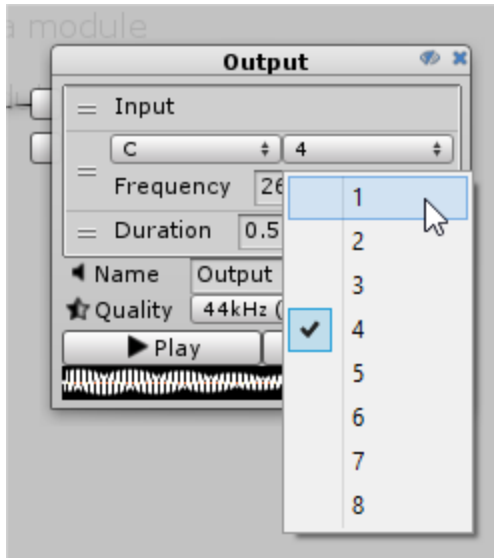 a module
Output
Input
C 4
Frequency 26
Duration 0.5
Name Output
Quality 44kHz (
Play
1
2
3
4
5
6
7
8